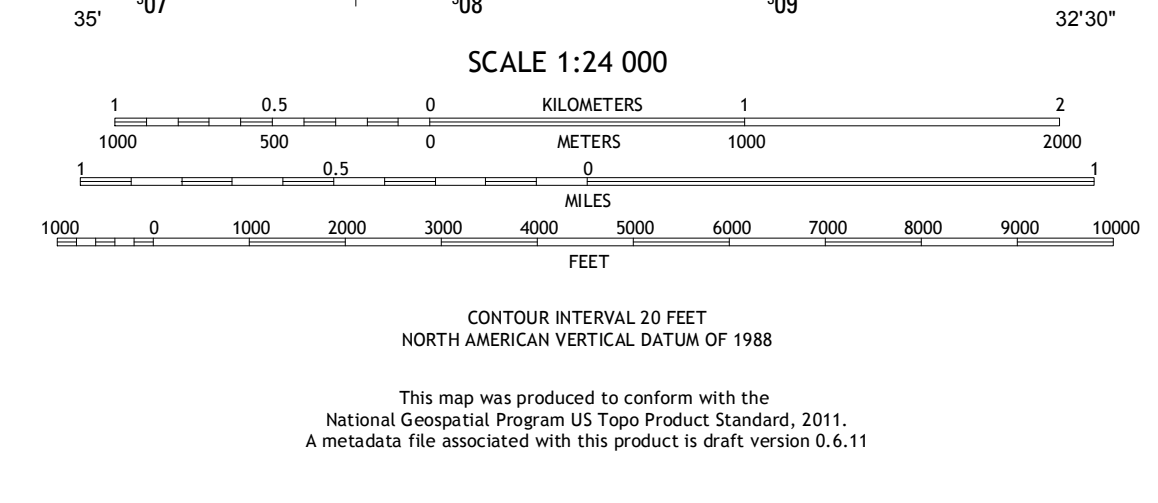 35' ³07 ³08 ³09 32'30"
SCALE 1:24 000
1 0.5 0 KILOMETERS 1 2
1000 500 0 METERS 1000 2000
1 0.5 0 1
MILES
1000 0 1000 2000 3000 4000 5000 6000 7000 8000 9000 10000
FEET
CONTOUR INTERVAL 20 FEET
NORTH AMERICAN VERTICAL DATUM OF 1988
This map was produced to conform with the
National Geospatial Program US Topo Product Standard, 2011.
A metadata file associated with this product is draft version 0.6.11